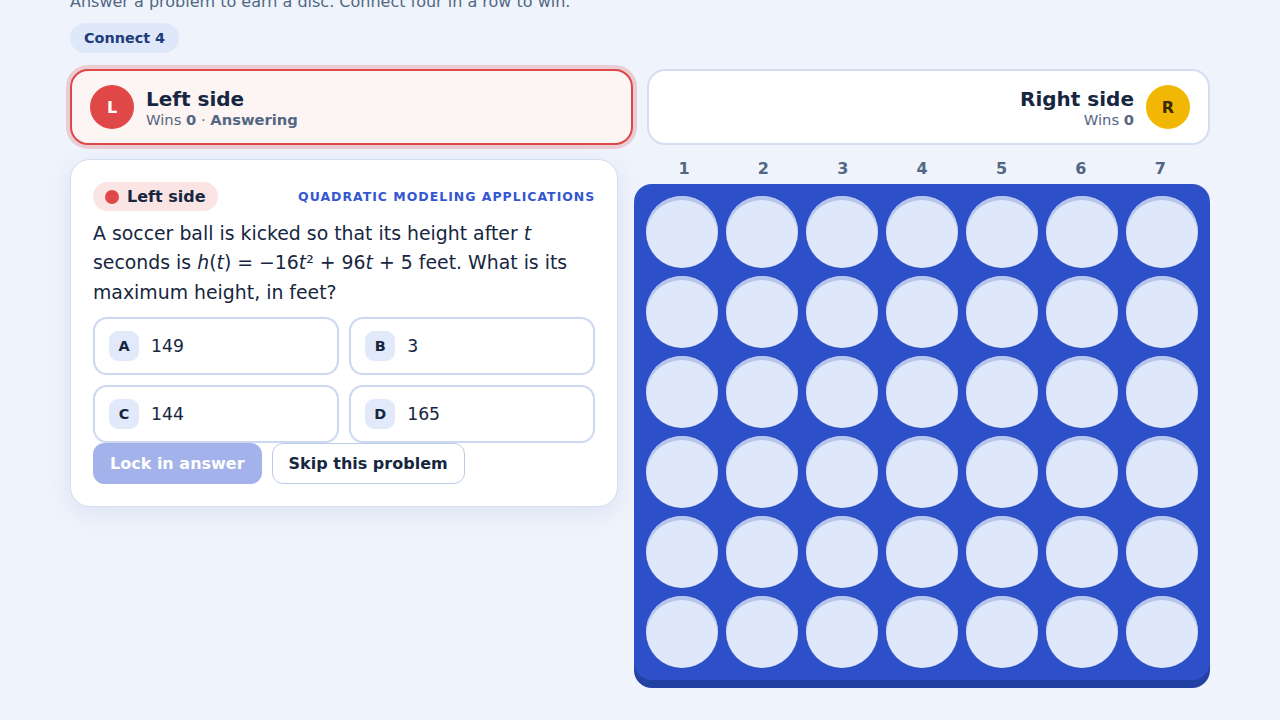 Answer a problem to earn a disc. Connect four in a row to win.
Connect 4
L
Left side
Wins 0 · Answering
Right side
Wins 0
R
Left side
QUADRATIC MODELING APPLICATIONS
A soccer ball is kicked so that its height after t
seconds is h(t) = −16t² + 96t + 5 feet. What is its
maximum height, in feet?
A 149
B 3
C 144
D 165
Lock in answer
Skip this problem
1 2 3 4 5 6 7